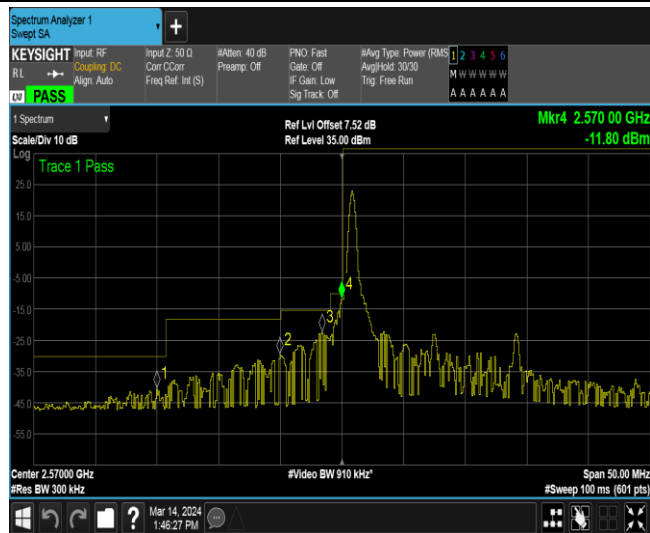 Spectrum Analyzer 1
Swept SA
+
KEYSIGHT
RL
LXI PASS
Input: RF
Coupling: DC
Align: Auto
Input Z: 50 Ω
Corr CCorr
Freq Ref: Int (S)
#Atten: 40 dB
Preamp: Off
PNO: Fast
Gate: Off
IF Gain: Low
Sig Track: Off
#Avg Type: Power (RMS
Avg|Hold: 30/30
Trig: Free Run
1 2 3 4 5 6
M W W W W W
A A A A A A
1 Spectrum
Scale/Div 10 dB
Log
Ref Lvl Offset 7.52 dB
Ref Level 35.00 dBm
Mkr4 2.570 00 GHz
-11.80 dBm
Trace 1 Pass
25.0
15.0
5.00
-5.00
-15.0
-25.0
-35.0
-45.0
-55.0
1
2
3
4
Center 2.57000 GHz
#Res BW 300 kHz
#Video BW 910 kHz*
Span 50.00 MHz
#Sweep 100 ms (601 pts)
?
Mar 14, 2024
1:46:27 PM